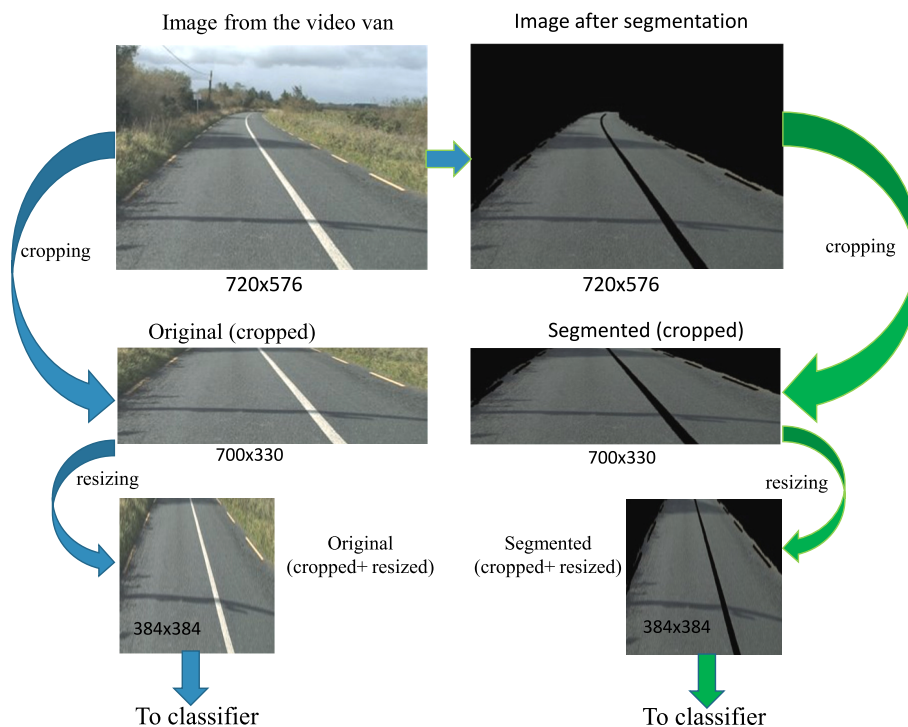 Image from the video van
Image after segmentation
cropping
cropping
720x576
720x576
Original (cropped)
Segmented (cropped)
700x330
700x330
resizing
resizing
Original
(cropped+ resized)
Segmented
(cropped+ resized)
384x384
384x384
To classifier
To classifier